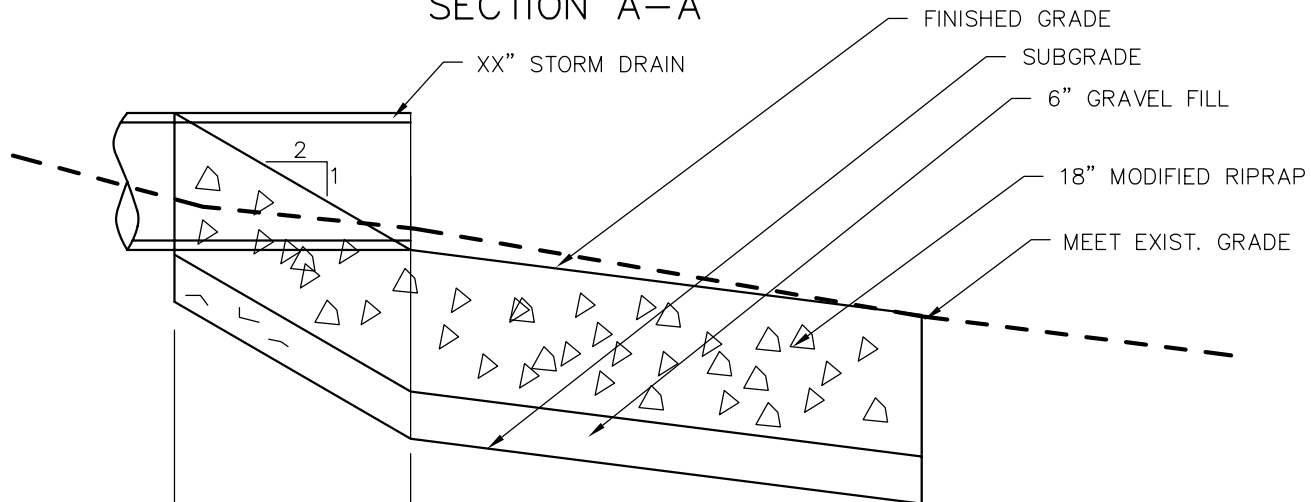 SECTION A–A
FINISHED GRADE
XX” STORM DRAIN
SUBGRADE
6” GRAVEL FILL
2
1
18” MODIFIED RIPRAP
MEET EXIST. GRADE